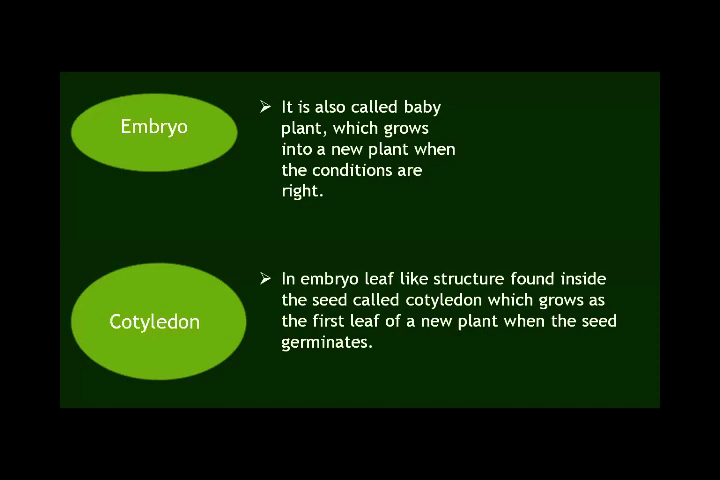 Embryo
➢ It is also called baby
plant, which grows
into a new plant when
the conditions are
right.
Cotyledon
➢ In embryo leaf like structure found inside
the seed called cotyledon which grows as
the first leaf of a new plant when the seed
germinates.